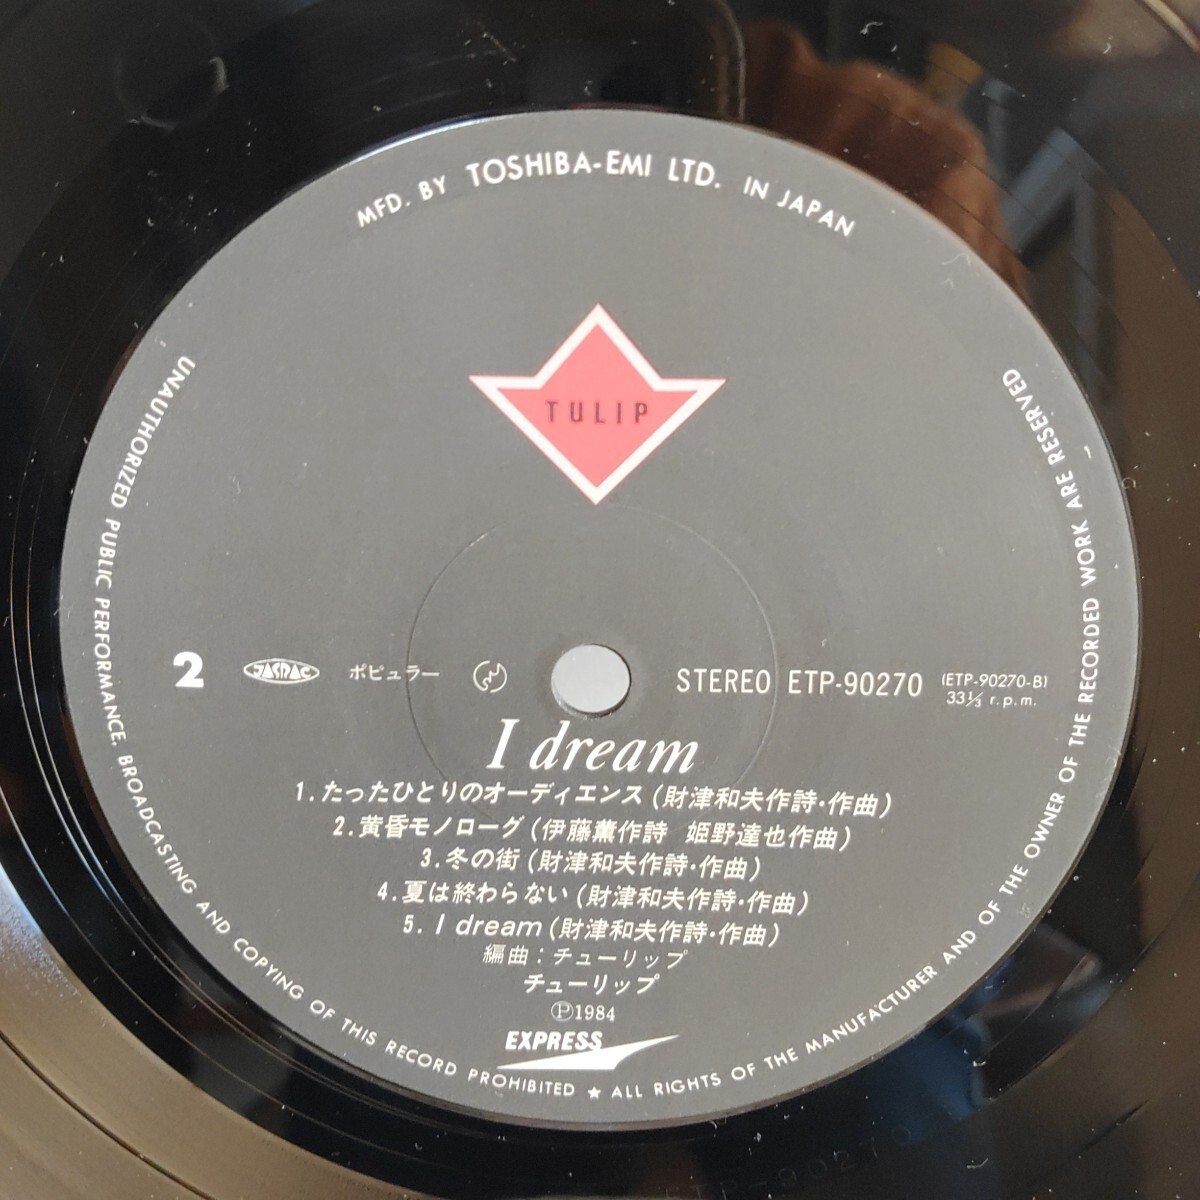 MFD. BY TOSHIBA-EMI LTD. IN JAPAN
TULIP
2 JASRAC ポピュラー STEREO ETP-90270 (ETP-90270-B)
33⅓ r.p.m.
I dream
1. たったひとりのオーディエンス (財津和夫作詩・作曲)
2. 黄昏モノローグ (伊藤薫作詩 姫野達也作曲)
3. 冬の街 (財津和夫作詩・作曲)
4. 夏は終わらない (財津和夫作詩・作曲)
5. I dream (財津和夫作詩・作曲)
編曲：チューリップ
チューリップ
Ⓟ1984
EXPRESS
UNAUTHORIZED PUBLIC PERFORMANCE, BROADCASTING AND COPYING OF THIS RECORD PROHIBITED ★ ALL RIGHTS OF THE MANUFACTURER AND OF THE OWNER OF THE RECORDED WORK ARE RESERVED
ETP-90270